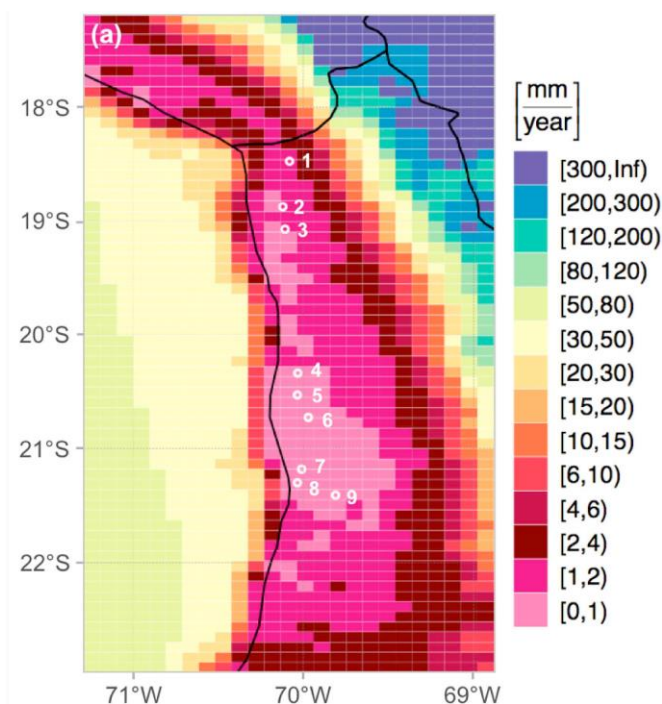 (a)
18°S
19°S
20°S
21°S
22°S
71°W 70°W 69°W
1
2
3
4
5
6
7
8
9
[mm/year]
[300,Inf)
[200,300)
[120,200)
[80,120)
[50,80)
[30,50)
[20,30)
[15,20)
[10,15)
[6,10)
[4,6)
[2,4)
[1,2)
[0,1)